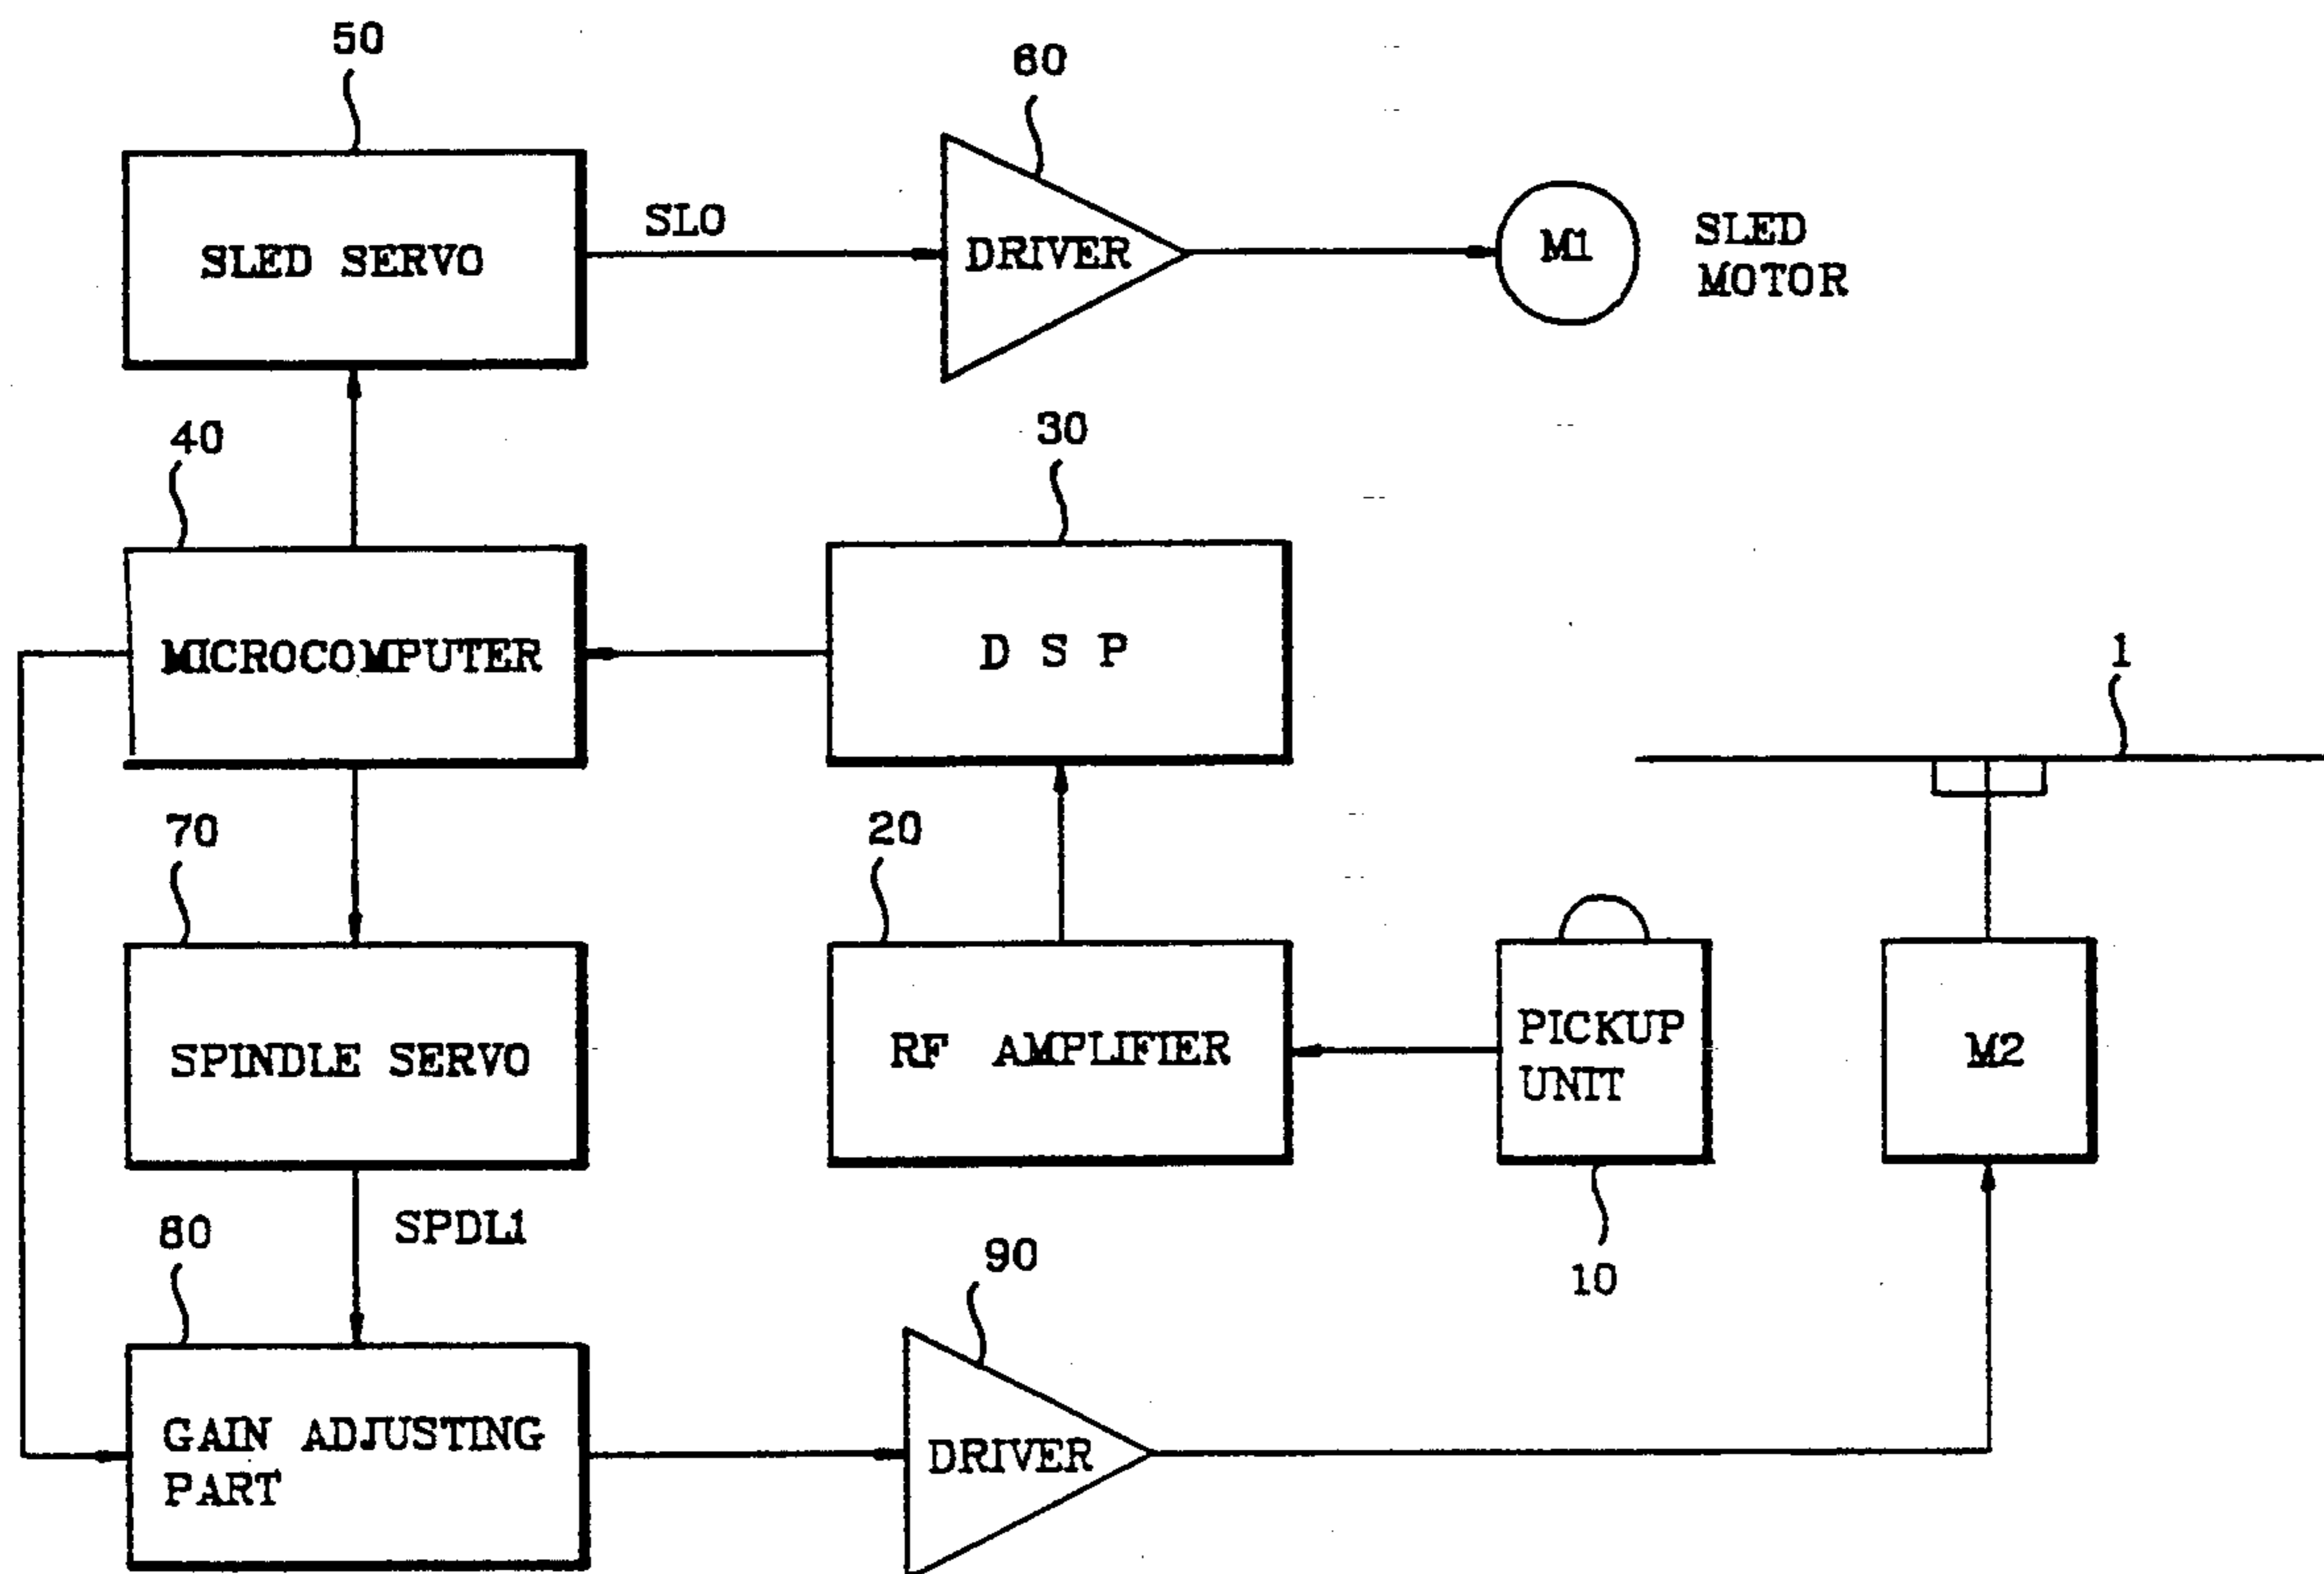 50
60
SLED SERVO
SLO
DRIVER
M1
SLED
MOTOR
40
30
MICROCOMPUTER
D S P
1
70
20
SPINDLE SERVO
RF AMPLIFIER
PICKUP
UNIT
M2
80
SPDL1
90
10
GAIN ADJUSTING
PART
DRIVER